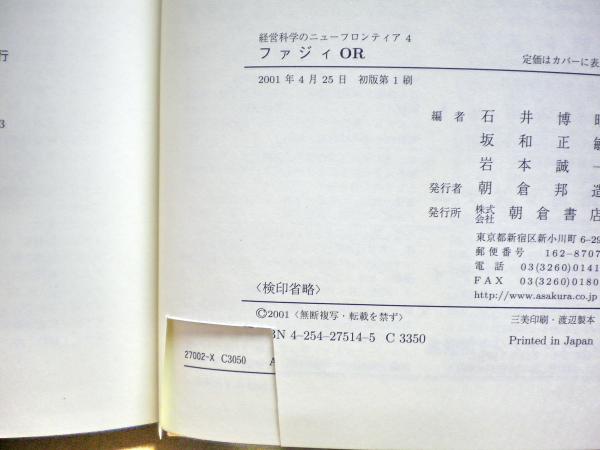 行
3
経営科学のニューフロンティア 4
ファジィOR
定価はカバーに表
2001 年 4 月 25 日 初版第 1 刷
編 者 石 井 博 昭
坂 和 正 敏
岩 本 誠 一
発行者 朝 倉 邦 造
発行所 株式会社 朝 倉 書 店
東京都新宿区新小川町 6-29
郵便番号 162-8707
電 話 03(3260)0141
FAX 03(3260)0180
http://www.asakura.co.jp
〈検印省略〉
©2001〈無断複写・転載を禁ず〉
三美印刷・渡辺製本
BN 4-254-27514-5 C 3350
Printed in Japan
27002-X C3050